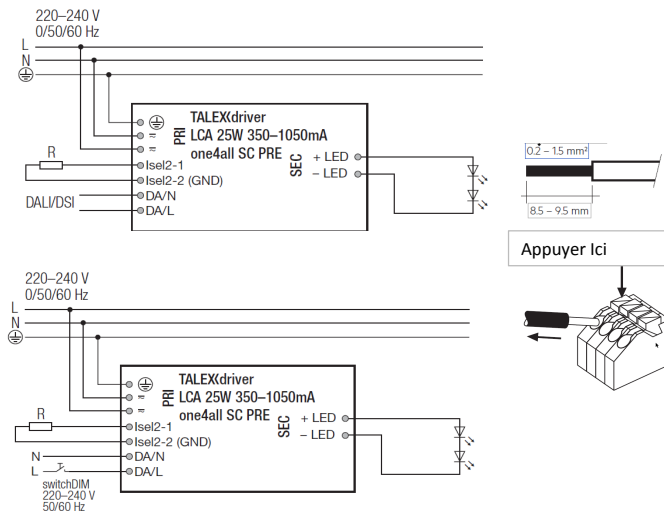 220–240 V
0/50/60 Hz
L
N
TALEXXdriver
LCA 25W 350–1050mA
one4all SC PRE
PRI
SEC
+ LED
– LED
R
Isel2-1
Isel2-2 (GND)
DA/N
DA/L
DALI/DSI
0.2 – 1.5 mm²
8.5 – 9.5 mm
Appuyer Ici
220–240 V
0/50/60 Hz
L
N
TALEXXdriver
LCA 25W 350–1050mA
one4all SC PRE
PRI
SEC
+ LED
– LED
R
Isel2-1
Isel2-2 (GND)
N
DA/N
L
DA/L
switchDIM
220–240 V
50/60 Hz